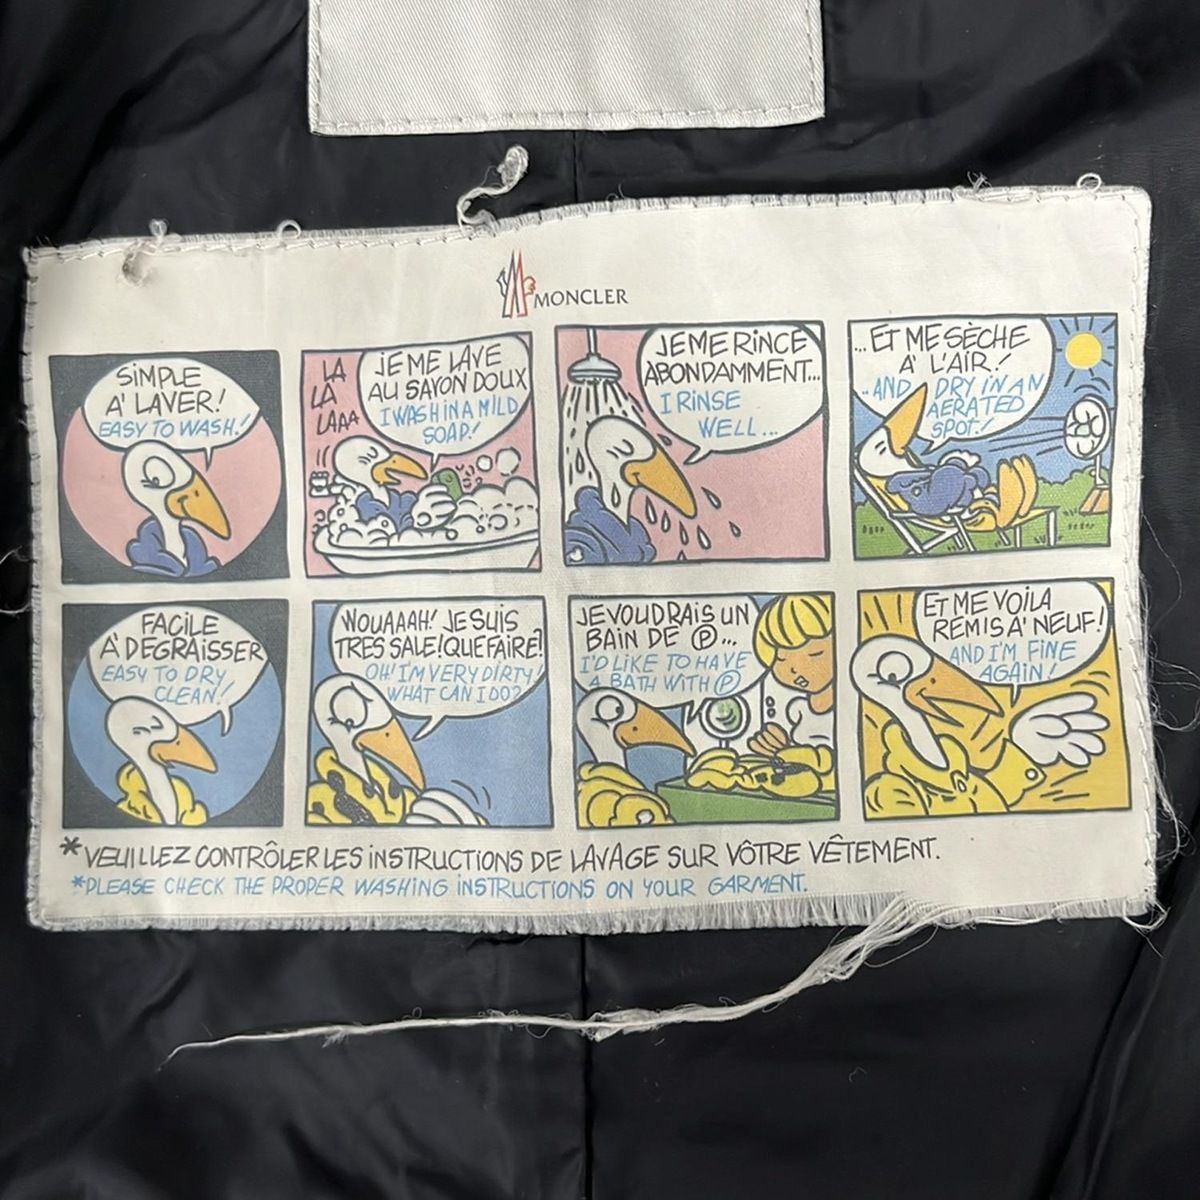 MONCLER
SIMPLE
A' LAVER!
EASY TO WASH!
LA
LA
LAAA
JE ME LAVE
AU SAYON DOUX
I WASH IN A MILD
SOAP!
JE ME RINCE
ABONDAMMENT...
I RINSE
WELL...
...ET ME SÈCHE
A' L'AIR!
..AND DRY IN AN
AERATED
SPOT!
FACILE
A' DEGRAISSER
EASY TO DRY
CLEAN!
WOUAAAH! JE SUIS
TRES SALE! QUE FAIRE?
OH! I'M VERY DIRTY!
WHAT CAN I DO?
JE VOUDRAIS UN
BAIN DE Ⓟ...
I'D LIKE TO HAVE
A BATH WITH Ⓟ
ET ME VOILA
REMIS A' NEUF!
AND I'M FINE
AGAIN!
*VEUILLEZ CONTRÔLER LES INSTRUCTIONS DE LAVAGE SUR VÔTRE VÊTEMENT.
*PLEASE CHECK THE PROPER WASHING INSTRUCTIONS ON YOUR GARMENT.